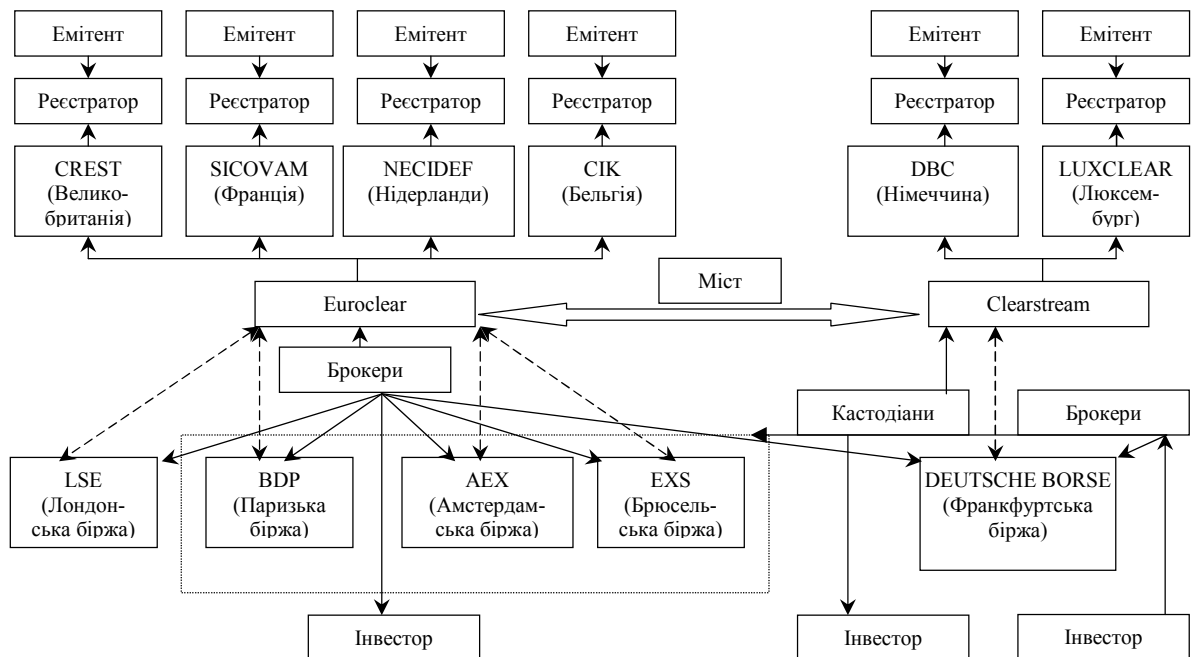 Емітент
Емітент
Емітент
Емітент
Емітент
Емітент
Реєстратор
Реєстратор
Реєстратор
Реєстратор
Реєстратор
Реєстратор
CREST
(Велико-
британія)
SICOVAM
(Франція)
NECIDEF
(Нідерланди)
CIK
(Бельгія)
DBC
(Німеччина)
LUXCLEAR
(Люксем-
бург)
Міст
Euroclear
Clearstream
Брокери
Кастодіани
Брокери
LSE
(Лондон-
ська біржа)
BDP
(Паризька
біржа)
AEX
(Амстердам-
ська біржа)
EXS
(Брюсель-
ська біржа)
DEUTSCHE BORSE
(Франкфуртська
біржа)
Інвестор
Інвестор
Інвестор